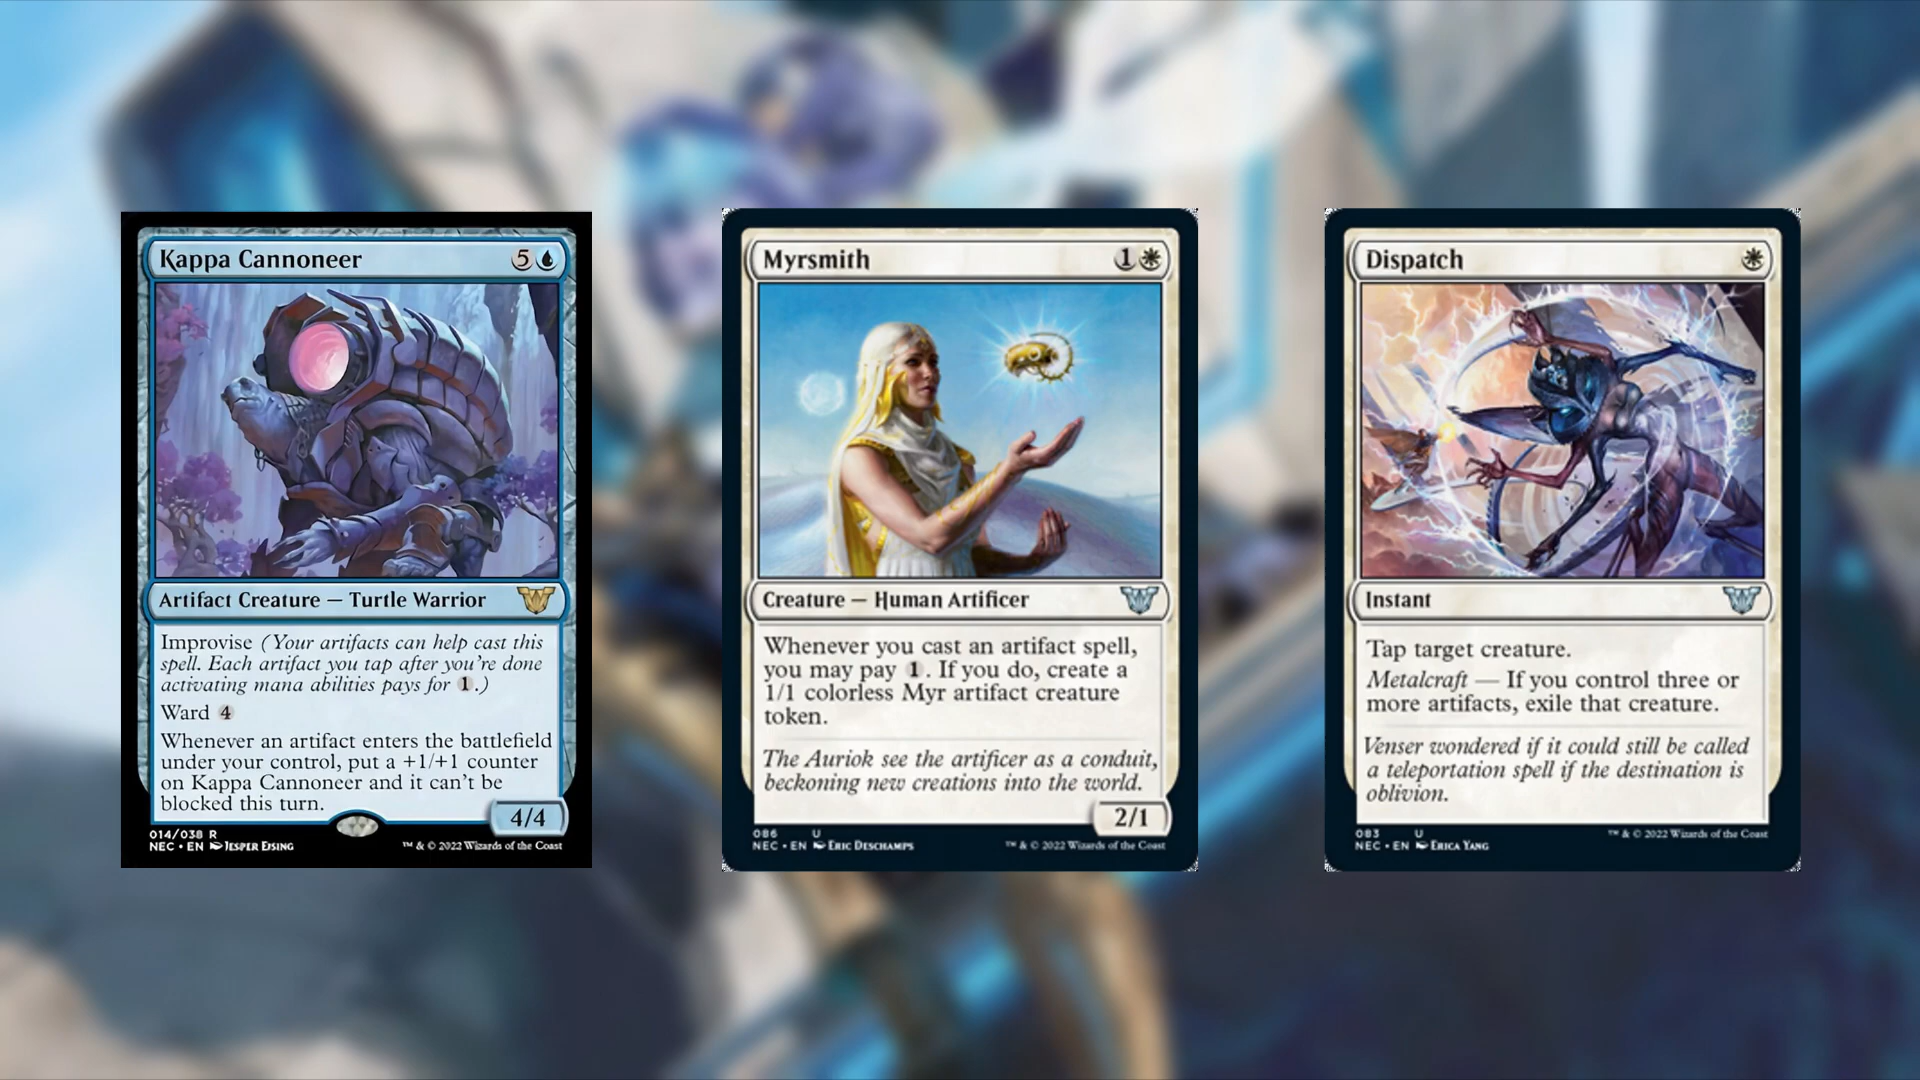 Kappa Cannoneer 5
Artifact Creature — Turtle Warrior
Improvise (Your artifacts can help cast this
spell. Each artifact you tap after you're done
activating mana abilities pays for 1.)
Ward 4
Whenever an artifact enters the battlefield
under your control, put a +1/+1 counter
on Kappa Cannoneer and it can't be
blocked this turn.
4/4
014/038 R
NEC • EN Jesper Ejsing
™ & © 2022 Wizards of the Coast
Myrsmith 1
Creature — Human Artificer
Whenever you cast an artifact spell,
you may pay 1. If you do, create a
1/1 colorless Myr artifact creature
token.
The Auriok see the artificer as a conduit,
beckoning new creations into the world.
2/1
086 U
NEC • EN Eric Deschamps
™ & © 2022 Wizards of the Coast
Dispatch
Instant
Tap target creature.
Metalcraft — If you control three or
more artifacts, exile that creature.
Venser wondered if it could still be called
a teleportation spell if the destination is
oblivion.
083 U
NEC • EN Erica Yang
™ & © 2022 Wizards of the Coast